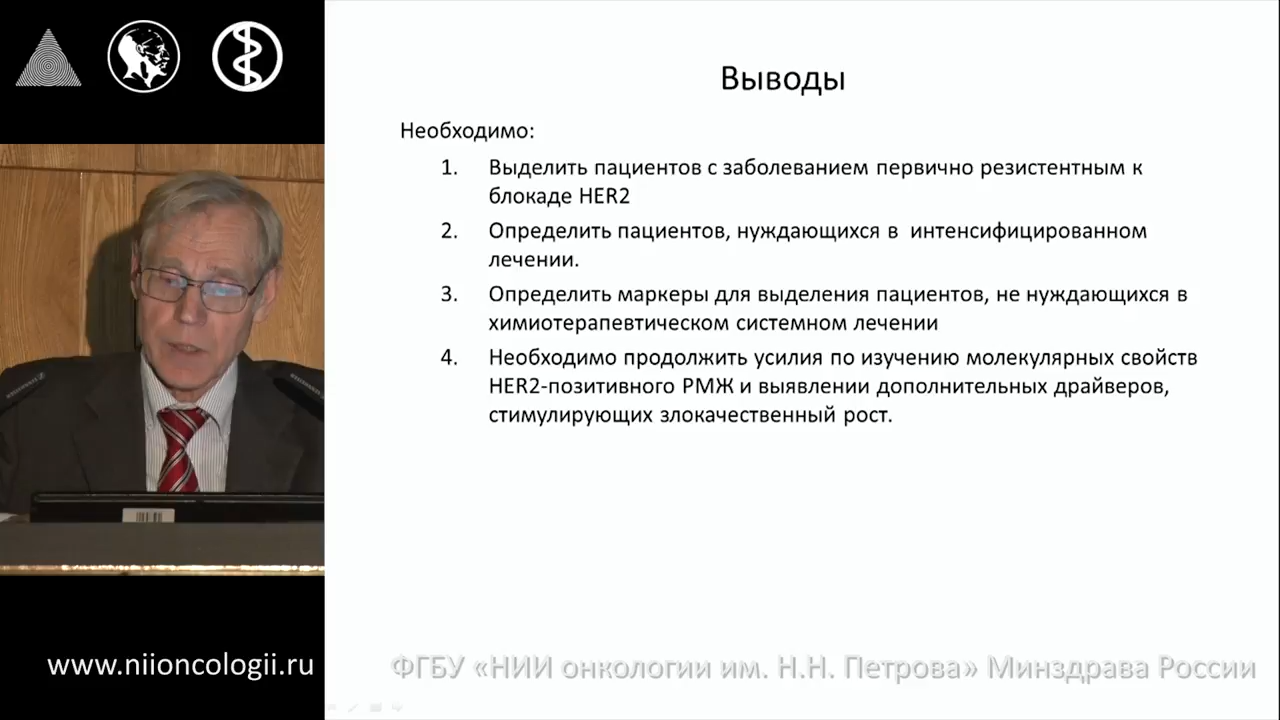 Выводы
Необходимо:
1. Выделить пациентов с заболеванием первично резистентным к
блокаде HER2
2. Определить пациентов, нуждающихся в интенсифицированном
лечении.
3. Определить маркеры для выделения пациентов, не нуждающихся в
химиотерапевтическом системном лечении
4. Необходимо продолжить усилия по изучению молекулярных свойств
HER2-позитивного РМЖ и выявлении дополнительных драйверов,
стимулирующих злокачественный рост.
www.niioncologii.ru
ФГБУ «НИИ онкологии им. Н.Н. Петрова» Минздрава России